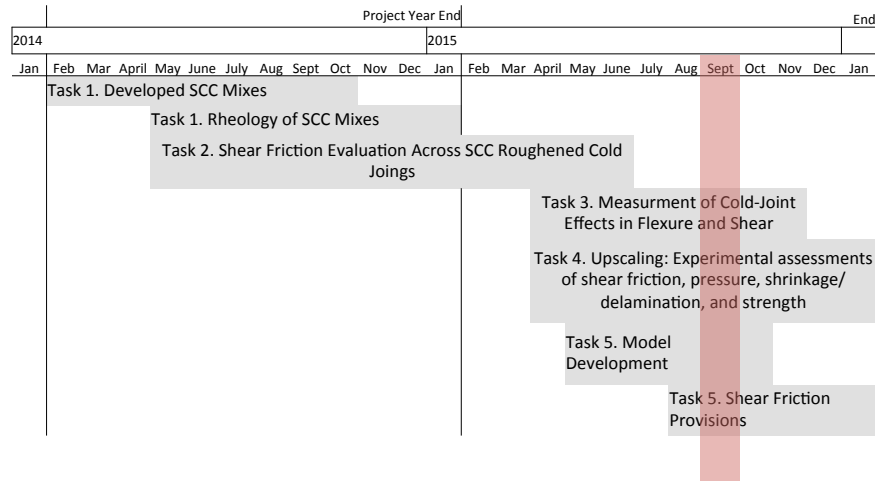 Project Year End
End
2014 2015
Jan Feb Mar April May June July Aug Sept Oct Nov Dec Jan Feb Mar April May June July Aug Sept Oct Nov Dec Jan
Task 1. Developed SCC Mixes
Task 1. Rheology of SCC Mixes
Task 2. Shear Friction Evaluation Across SCC Roughened Cold
Joings
Task 3. Measurment of Cold-Joint
Effects in Flexure and Shear
Task 4. Upscaling: Experimental assessments
of shear friction, pressure, shrinkage/
delamination, and strength
Task 5. Model
Development
Task 5. Shear Friction
Provisions